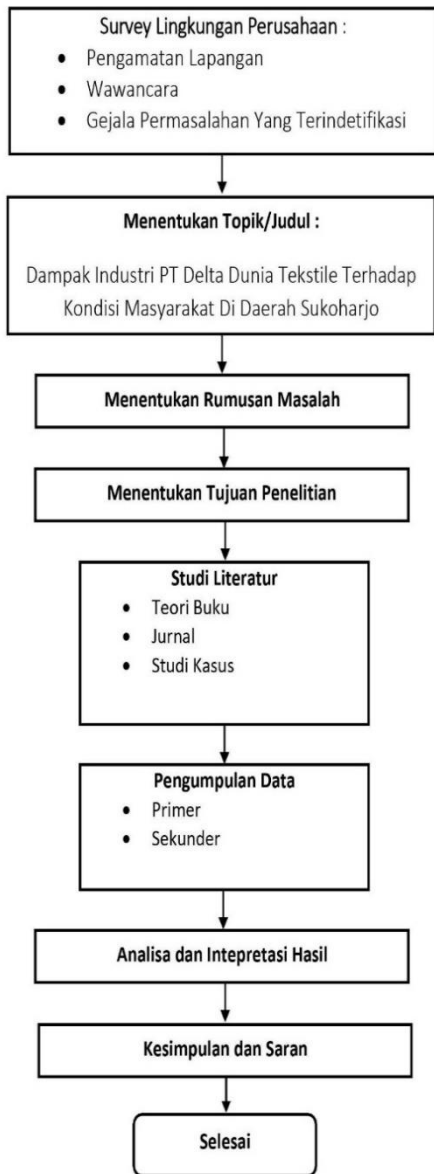 Survey Lingkungan Perusahaan :
• Pengamatan Lapangan
• Wawancara
• Gejala Permasalahan Yang Terindetifikasi
Menentukan Topik/Judul :
Dampak Industri PT Delta Dunia Tekstile Terhadap
Kondisi Masyarakat Di Daerah Sukoharjo
Menentukan Rumusan Masalah
Menentukan Tujuan Penelitian
Studi Literatur
• Teori Buku
• Jurnal
• Studi Kasus
Pengumpulan Data
• Primer
• Sekunder
Analisa dan Intepretasi Hasil
Kesimpulan dan Saran
Selesai